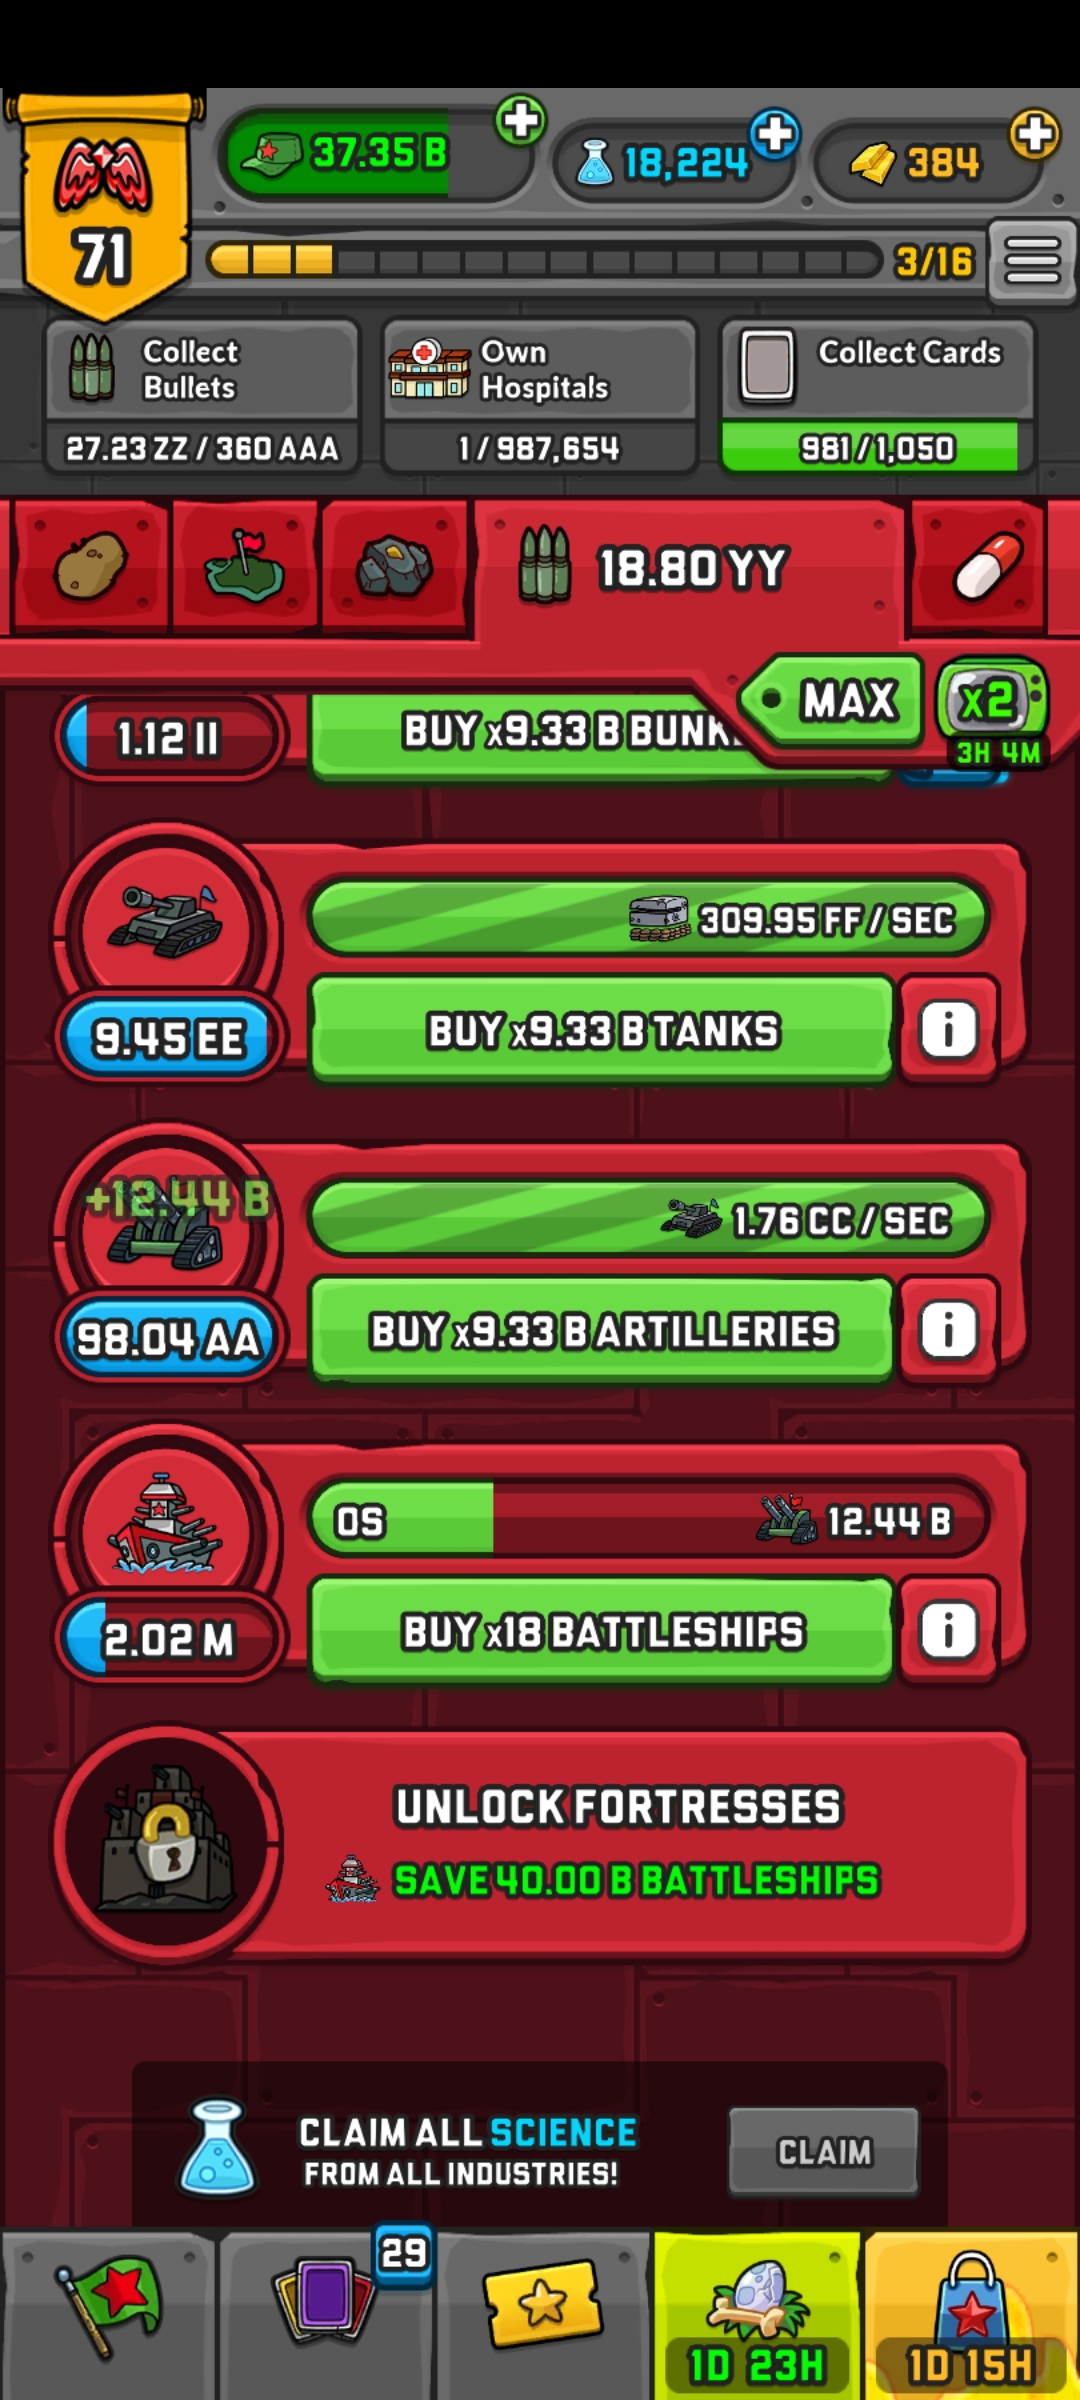 37.35 B
18,224
384
71
3/16
Collect
Bullets
27.23 ZZ / 360 AAA
Own
Hospitals
1 / 987,654
Collect Cards
981 / 1,050
18.80 YY
MAX
x2
3H 4M
1.12 II
BUY x9.33 B BUNK
309.95 FF / SEC
9.45 EE
BUY x9.33 B TANKS
+12.44 B
1.76 CC / SEC
98.04 AA
BUY x9.33 B ARTILLERIES
0S
12.44 B
2.02 M
BUY x18 BATTLESHIPS
UNLOCK FORTRESSES
SAVE 40.00 B BATTLESHIPS
CLAIM ALL SCIENCE
FROM ALL INDUSTRIES!
CLAIM
29
1D 23H
1D 15H